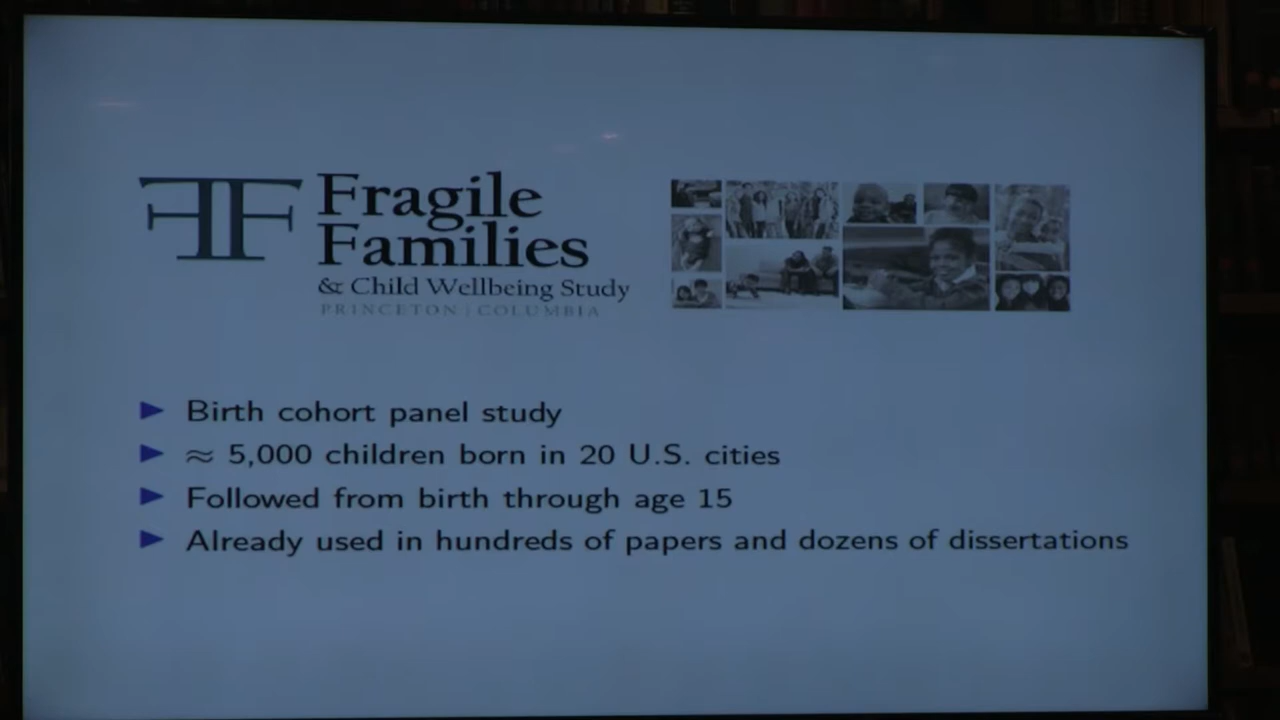 Fragile
Families
& Child Wellbeing Study
PRINCETON | COLUMBIA
Birth cohort panel study
≈ 5,000 children born in 20 U.S. cities
Followed from birth through age 15
Already used in hundreds of papers and dozens of dissertations